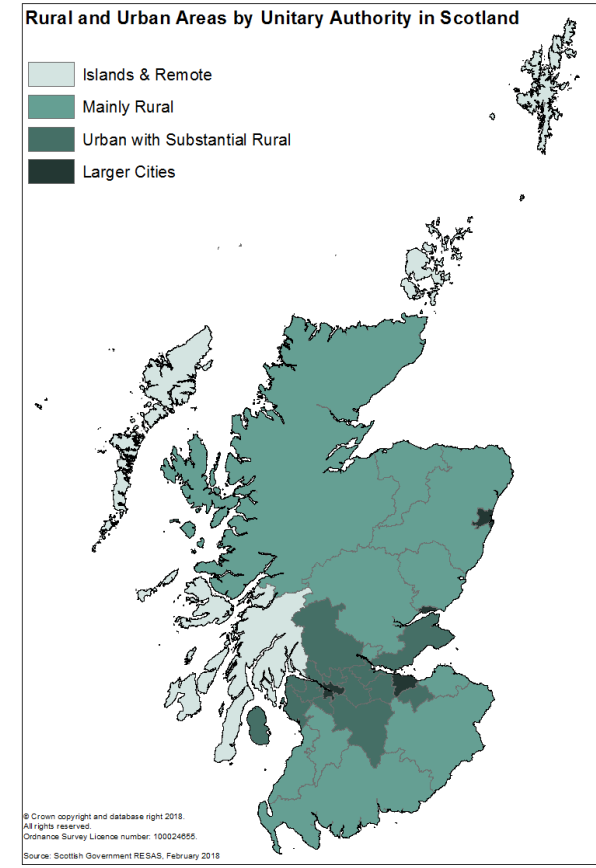 Rural and Urban Areas by Unitary Authority in Scotland
Islands & Remote
Mainly Rural
Urban with Substantial Rural
Larger Cities
© Crown copyright and database right 2018.
All rights reserved.
Ordnance Survey Licence number: 100024655.
Source: Scottish Government RESAS, February 2018